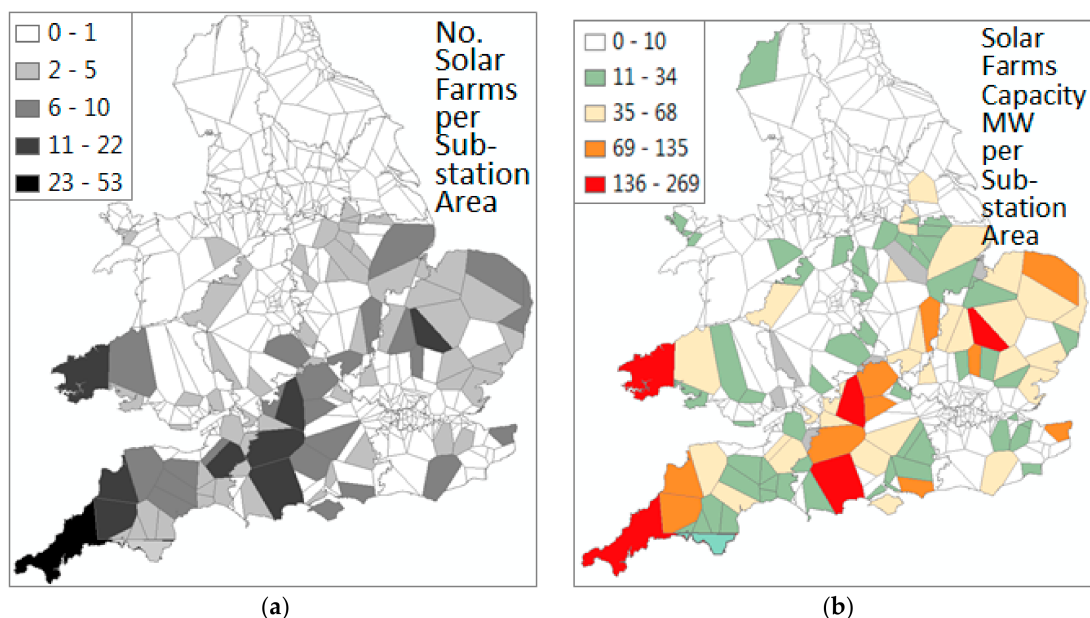 0 - 1
2 - 5
6 - 10
11 - 22
23 - 53
No.
Solar
Farms
per
Sub-
station
Area
0 - 10
11 - 34
35 - 68
69 - 135
136 - 269
Solar
Farms
Capacity
MW
per
Sub-
station
Area
(a)
(b)